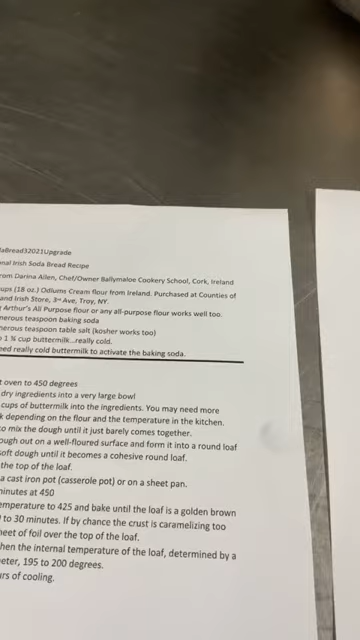 daBread32021Upgrade
onal Irish Soda Bread Recipe
rom Darina Allen, Chef/Owner Ballymaloe Cookery School, Cork, Ireland
ups (18 oz.) Odlums Cream flour from Ireland. Purchased at Counties of
and Irish Store, 3rd Ave, Troy, NY.
Arthur's All Purpose flour or any all-purpose flour works well too.
nerous teaspoon baking soda
nerous teaspoon table salt (kosher works too)
1 ¾ cup buttermilk...really cold.
eed really cold buttermilk to activate the baking soda.
t oven to 450 degrees
dry ingredients into a very large bowl
cups of buttermilk into the ingredients. You may need more
k depending on the flour and the temperature in the kitchen.
to mix the dough until it just barely comes together.
ough out on a well-floured surface and form it into a round loaf
soft dough until it becomes a cohesive round loaf.
the top of the loaf.
a cast iron pot (casserole pot) or on a sheet pan.
minutes at 450
temperature to 425 and bake until the loaf is a golden brown
to 30 minutes. If by chance the crust is caramelizing too
heet of foil over the top of the loaf.
hen the internal temperature of the loaf, determined by a
eter, 195 to 200 degrees.
urs of cooling.